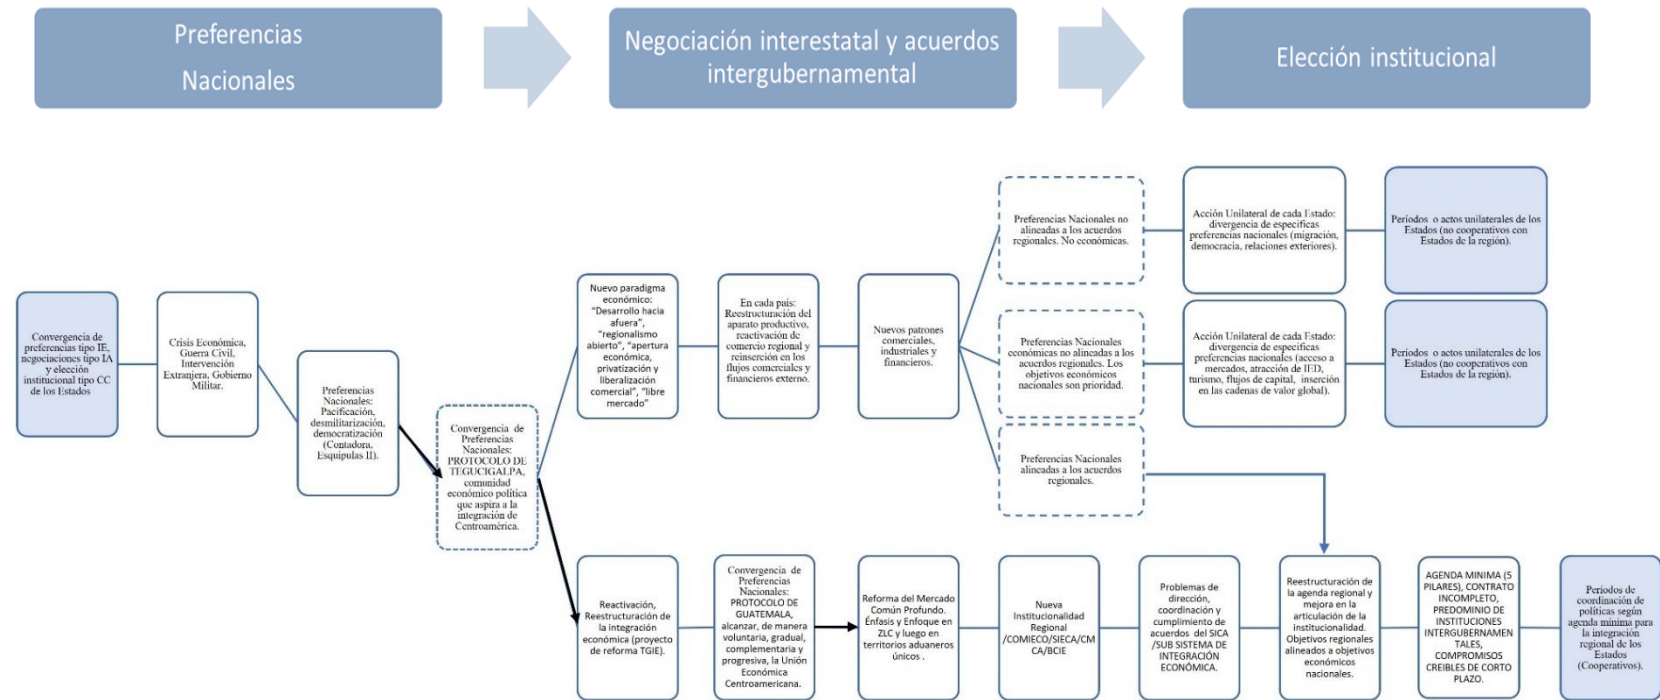 Preferencias
Nacionales
Negociación interestatal y acuerdos
intergubernamental
Elección institucional
Convergencia de
preferencias tipo IE,
negociaciones tipo IA
y elección
institucional tipo CC
de los Estados
Crisis Económica,
Guerra Civil,
Intervención
Extranjera, Gobierno
Militar.
Preferencias
Nacionales:
Pacificación,
desmilitarización,
democratización
(Contadora,
Esquipulas II).
Convergencia de
Preferencias
Nacionales:
PROTOCOLO DE
TEGUCIGALPA,
comunidad
económico política
que aspira a la
integración de
Centroamérica.
Nuevo paradigma
económico:
"Desarrollo hacia
afuera",
"regionalismo
abierto", "apertura
económica,
privatización y
liberalización
comercial", "libre
mercado"
En cada país:
Reestructuración del
aparato productivo,
reactivación de
comercio regional y
reinserción en los
flujos comerciales y
financieros externo.
Nuevos patrones
comerciales,
industriales y
financieros.
Preferencias Nacionales no
alineadas a los acuerdos
regionales. No económicas.
Acción Unilateral de cada Estado:
divergencia de especificas
preferencias nacionales (migración,
democracia, relaciones exteriores).
Períodos o actos unilaterales de los
Estados (no cooperativos con
Estados de la región).
Preferencias Nacionales
económicas no alineadas a los
acuerdos regionales. Los
objetivos económicos
nacionales son prioridad.
Acción Unilateral de cada Estado:
divergencia de especificas
preferencias nacionales (acceso a
mercados, atracción de IED,
turismo, flujos de capital, inserción
en las cadenas de valor global).
Períodos o actos unilaterales de los
Estados (no cooperativos con
Estados de la región).
Preferencias Nacionales
alineadas a los acuerdos
regionales.
Reactivación,
Reestructuración de
la integración
económica (proyecto
de reforma TGIE).
Convergencia de
Preferencias
Nacionales:
PROTOCOLO DE
GUATEMALA,
alcanzar, de manera
voluntaria, gradual,
complementaria y
progresiva, la Unión
Económica
Centroamericana.
Reforma del Mercado
Común Profundo.
Énfasis y Enfoque en
ZLC y luego en
territorios aduaneros
únicos .
Nueva
Institucionalidad
Regional
/COMIECO/SIECA/CM
CA/BCIE
Problemas de
dirección,
coordinación y
cumplimiento de
acuerdos del SICA
/SUB SISTEMA DE
INTEGRACIÓN
ECONÓMICA.
Reestructuración de
la agenda regional y
mejora en la
articulación de la
institucionalidad.
Objetivos regionales
alineados a objetivos
económicos
nacionales.
AGENDA MINIMA (5
PILARES), CONTRATO
INCOMPLETO,
PREDOMINIO DE
INSTITUCIONES
INTERGUBERNAMEN
TALES,
COMPROMISOS
CREIBLES DE CORTO
PLAZO.
Períodos de
coordinación de
políticas según
agenda mínima para
la integración
regional de los
Estados
(Cooperativos).